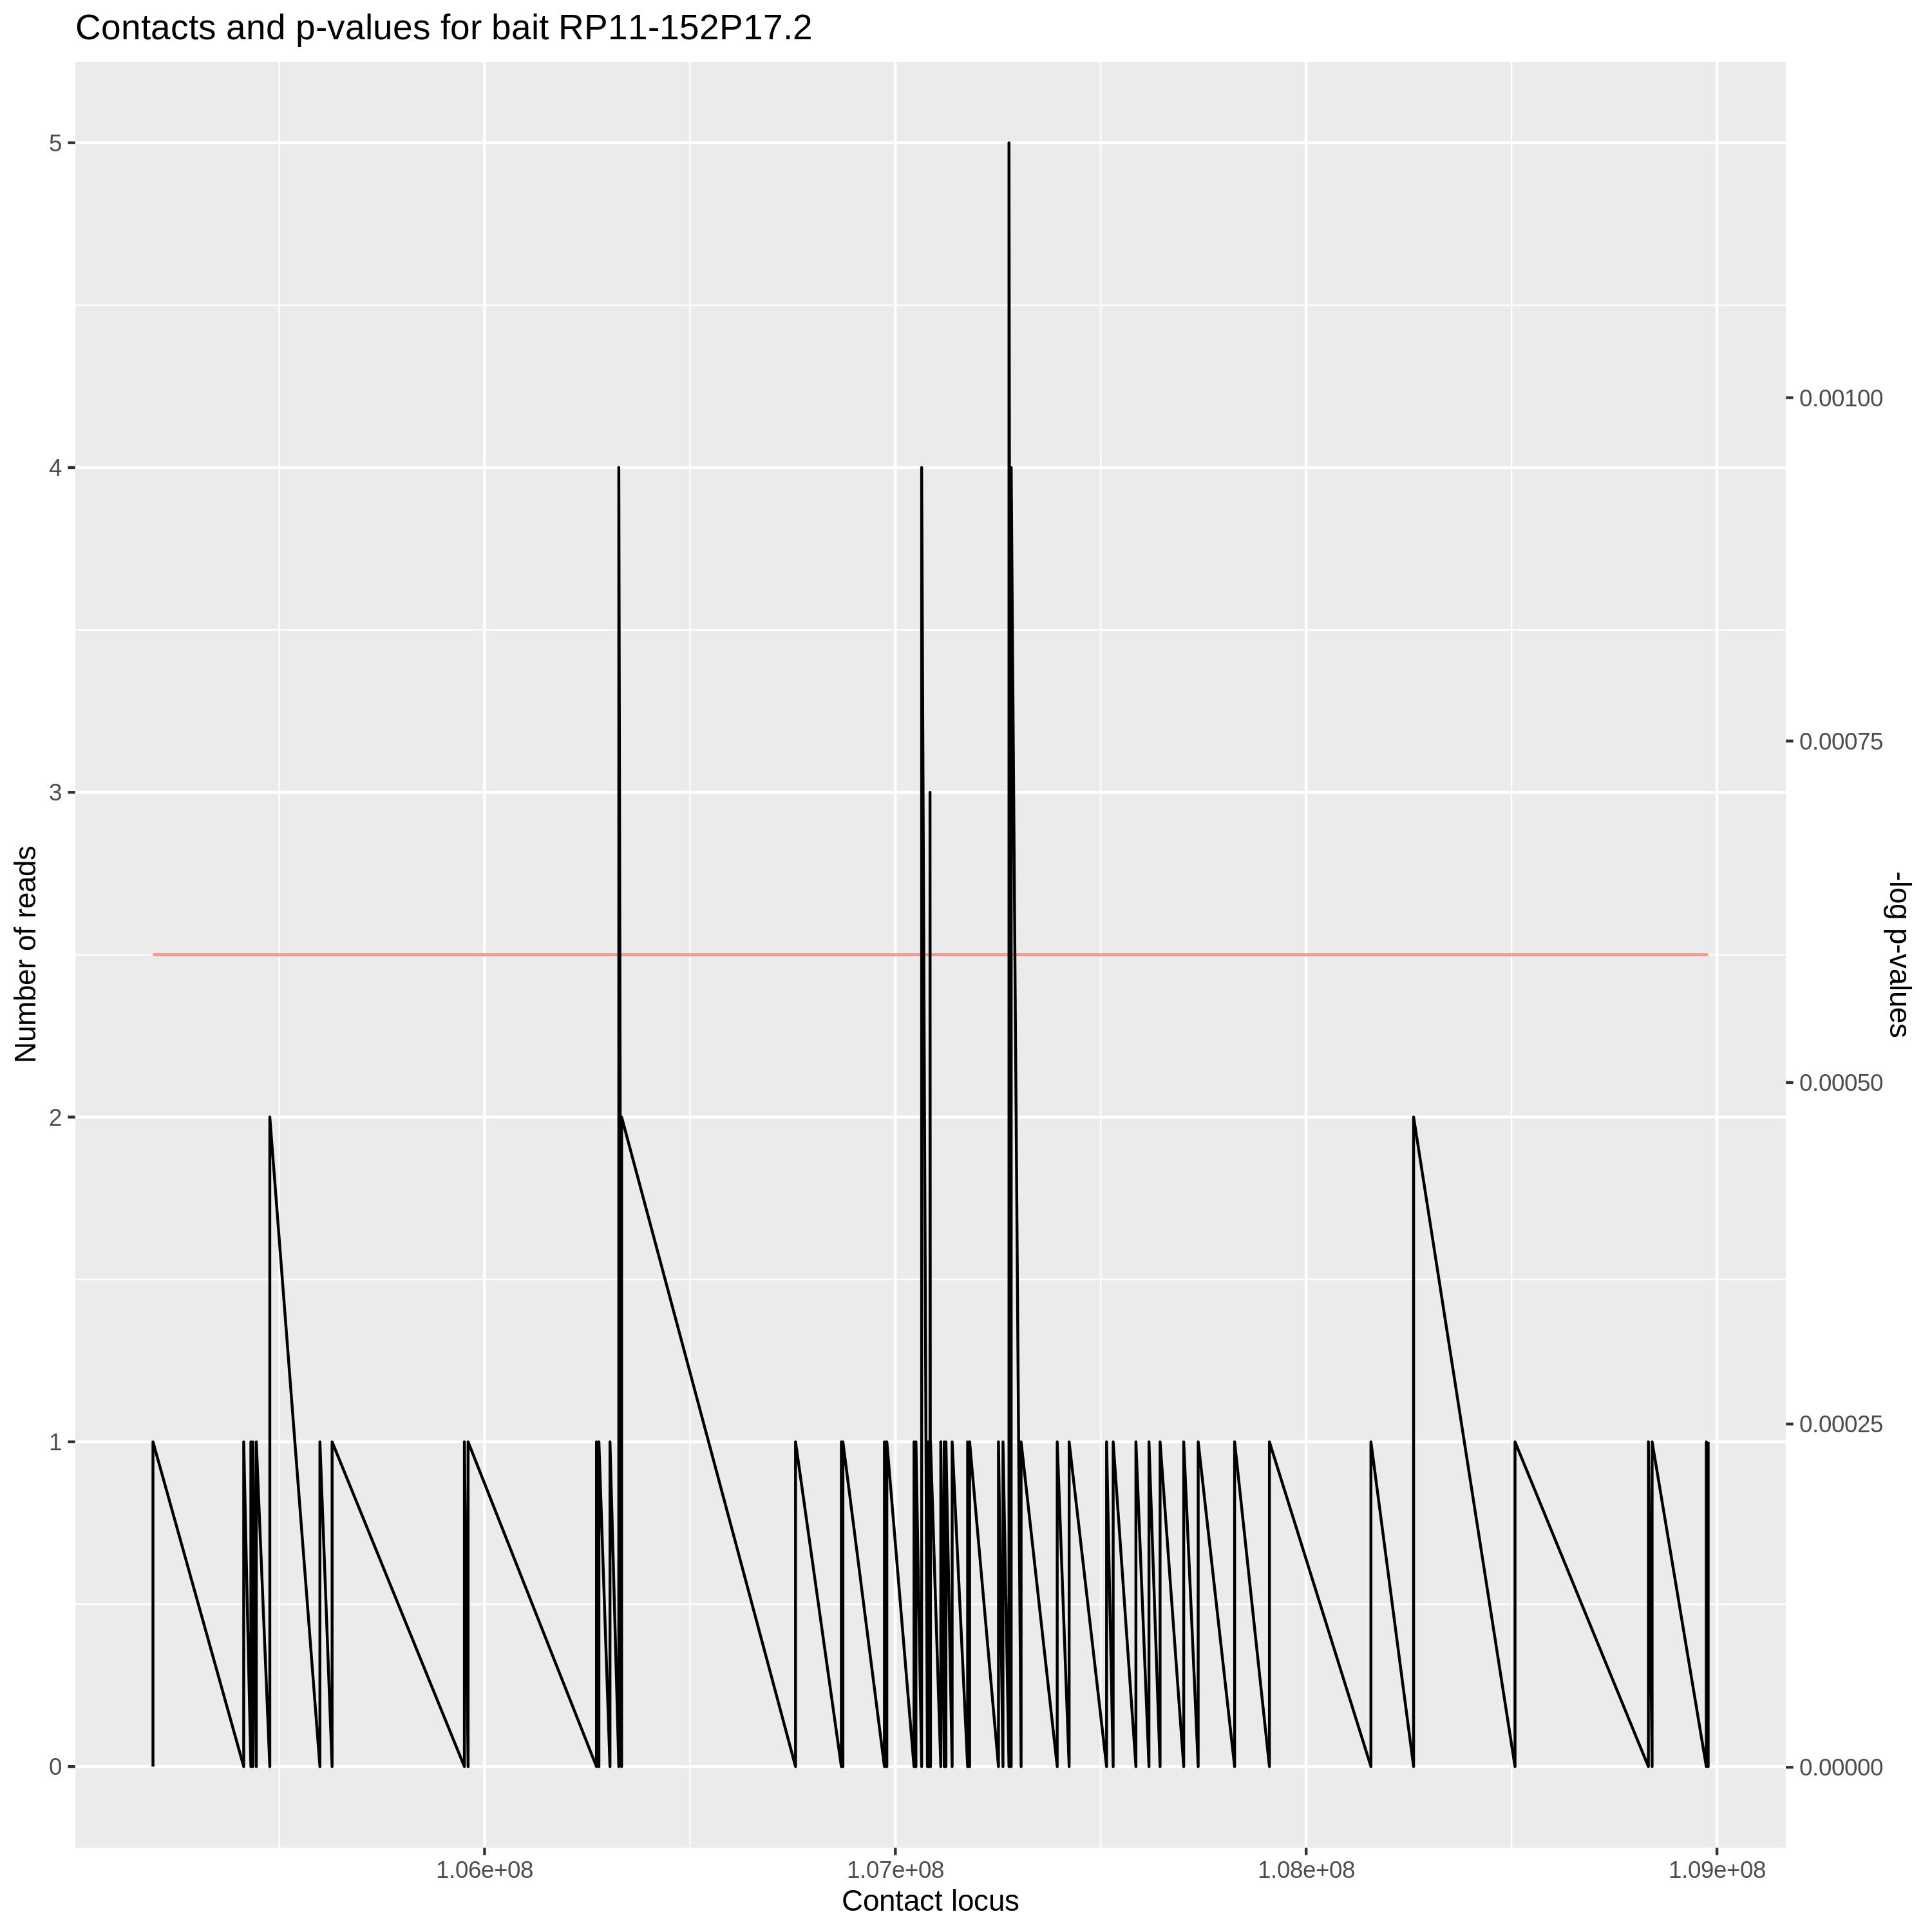 Contacts and p-values for bait RP11-152P17.2
5
4
3
2
1
0
Number of reads
0.00100
0.00075
0.00050
0.00025
0.00000
-log p-values
1.06e+08
1.07e+08
1.08e+08
1.09e+08
Contact locus